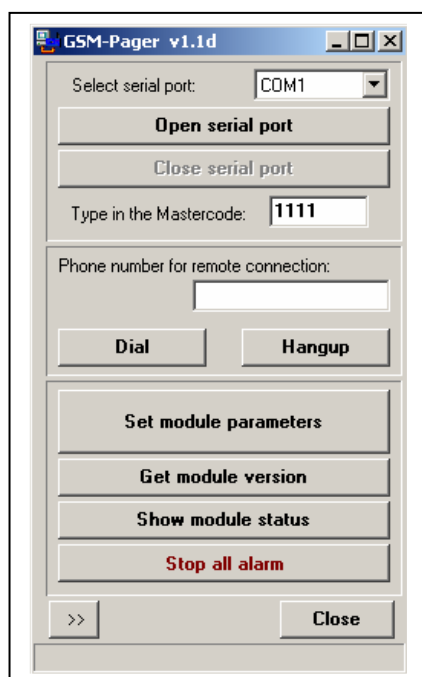 GSM-Pager v1.1d
Select serial port: COM1
Open serial port
Close serial port
Type in the Mastercode: 1111
Phone number for remote connection:
Dial Hangup
Set module parameters
Get module version
Show module status
Stop all alarm
>> Close